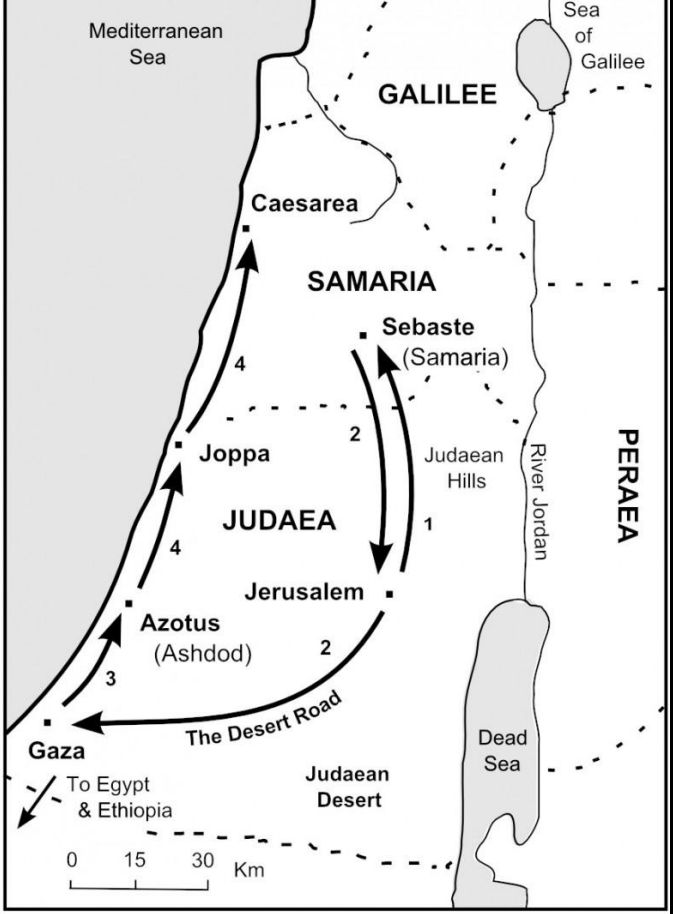 Mediterranean
Sea
Sea
of
Galilee
GALILEE
Caesarea
SAMARIA
Sebaste
(Samaria)
4
2
Joppa
Judaean
Hills
River Jordan
PERAEA
JUDAEA
1
4
Jerusalem
Azotus
(Ashdod)
2
3
The Desert Road
Gaza
Dead
Sea
To Egypt
& Ethiopia
Judaean
Desert
0 15 30 Km